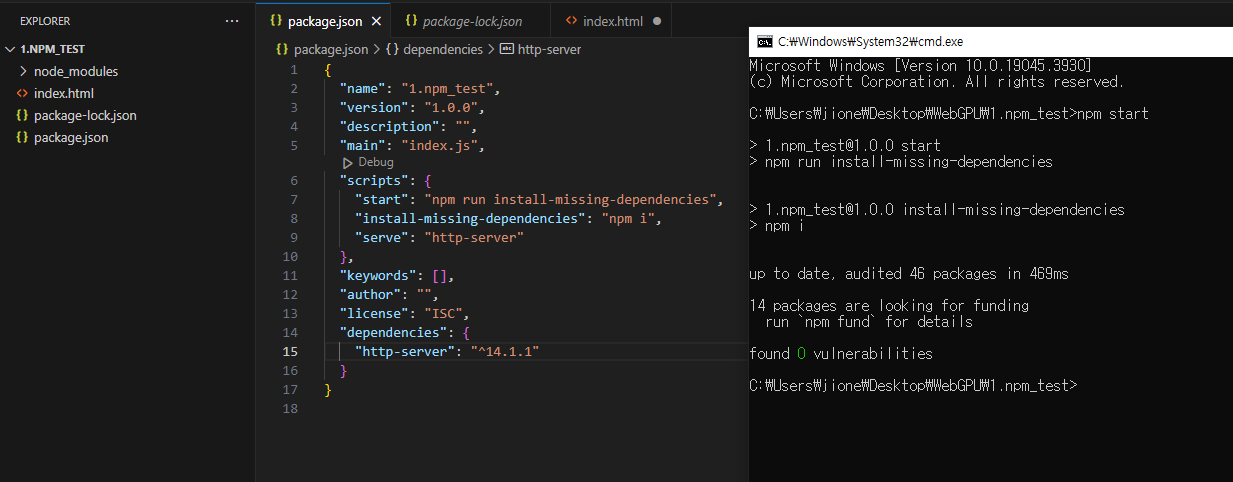 EXPLORER
...
1.NPM_TEST
node_modules
index.html
package-lock.json
package.json
{} package.json ×
{} package-lock.json
<> index.html ●
{} package.json > {} dependencies > abc http-server
1 {
2 "name": "1.npm_test",
3 "version": "1.0.0",
4 "description": "",
5 "main": "index.js",
Debug
6 "scripts": {
7 "start": "npm run install-missing-dependencies",
8 "install-missing-dependencies": "npm i",
9 "serve": "http-server"
10 },
11 "keywords": [],
12 "author": "",
13 "license": "ISC",
14 "dependencies": {
15 "http-server": "^14.1.1"
16 }
17 }
18
C:₩Windows₩System32₩cmd.exe
Microsoft Windows [Version 10.0.19045.3930]
(c) Microsoft Corporation. All rights reserved.
C:₩Users₩jione₩Desktop₩WebGPU₩1.npm_test>npm start
> 1.npm_test@1.0.0 start
> npm run install-missing-dependencies
> 1.npm_test@1.0.0 install-missing-dependencies
> npm i
up to date, audited 46 packages in 469ms
14 packages are looking for funding
run `npm fund` for details
found 0 vulnerabilities
C:₩Users₩jione₩Desktop₩WebGPU₩1.npm_test>